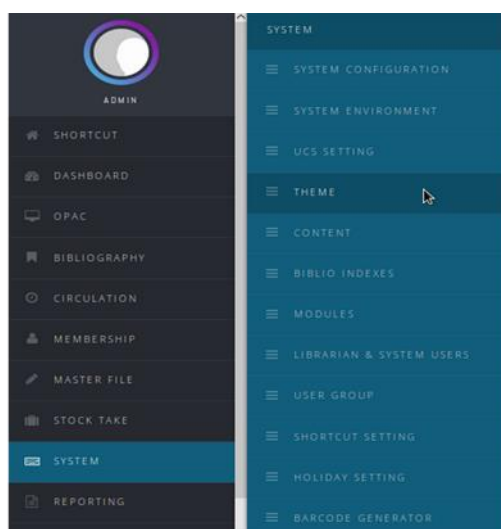 ADMIN
SHORTCUT
DASHBOARD
OPAC
BIBLIOGRAPHY
CIRCULATION
MEMBERSHIP
MASTER FILE
STOCK TAKE
SYSTEM
REPORTING
SYSTEM
SYSTEM CONFIGURATION
SYSTEM ENVIRONMENT
UCS SETTING
THEME
CONTENT
BIBLIO INDEXES
MODULES
LIBRARIAN & SYSTEM USERS
USER GROUP
SHORTCUT SETTING
HOLIDAY SETTING
BARCODE GENERATOR